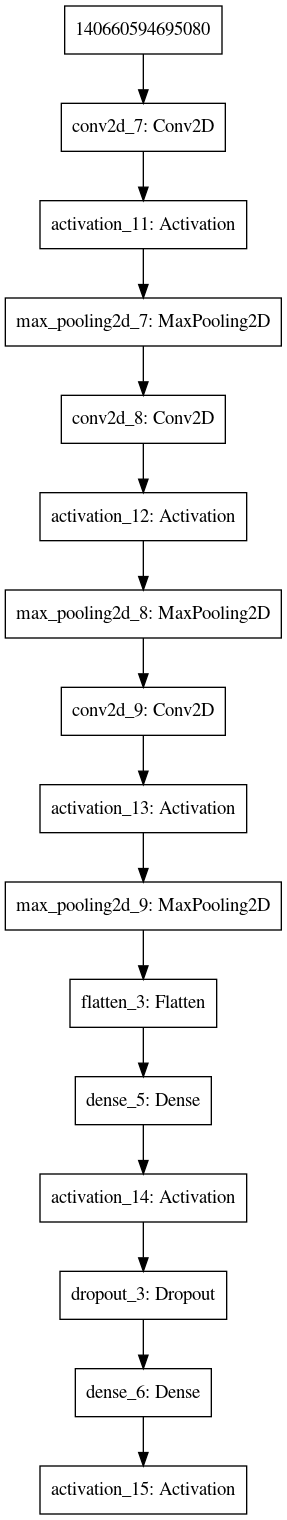 140660594695080
conv2d_7: Conv2D
activation_11: Activation
max_pooling2d_7: MaxPooling2D
conv2d_8: Conv2D
activation_12: Activation
max_pooling2d_8: MaxPooling2D
conv2d_9: Conv2D
activation_13: Activation
max_pooling2d_9: MaxPooling2D
flatten_3: Flatten
dense_5: Dense
activation_14: Activation
dropout_3: Dropout
dense_6: Dense
activation_15: Activation